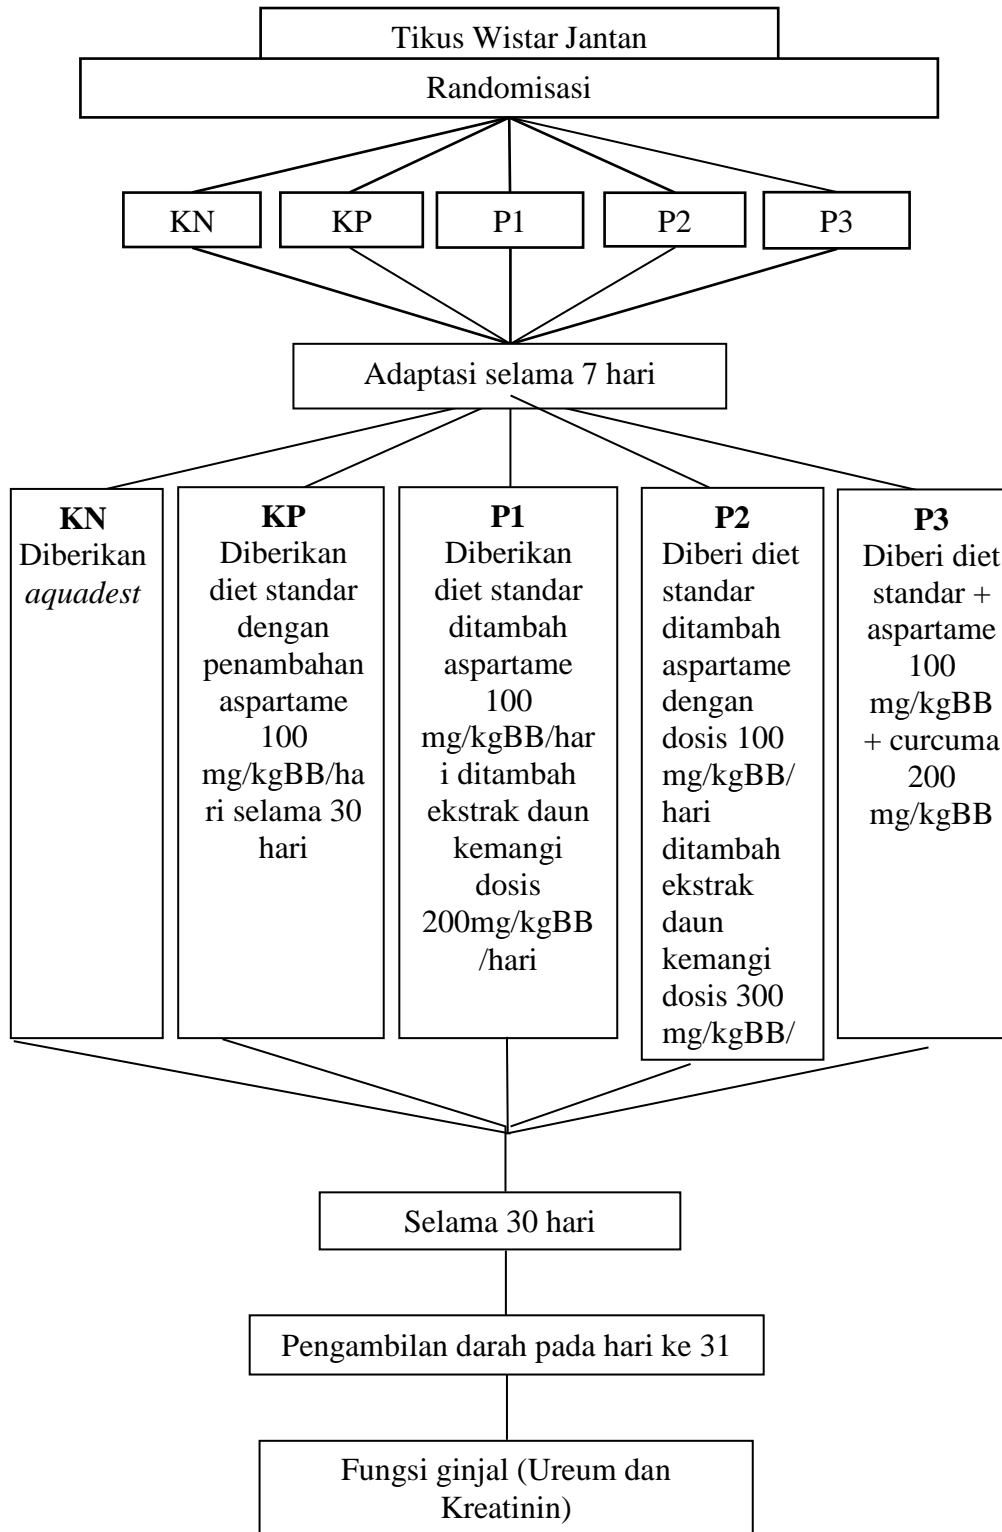 Tikus Wistar Jantan
Randomisasi
KN
KP
P1
P2
P3
Adaptasi selama 7 hari
KN
Diberikan
aquadest
KP
Diberikan
diet standar
dengan
penambahan
aspartame
100
mg/kgBB/ha
ri selama 30
hari
P1
Diberikan
diet standar
ditambah
aspartame
100
mg/kgBB/har
i ditambah
ekstrak daun
kemangi
dosis
200mg/kgBB
/hari
P2
Diberi diet
standar
ditambah
aspartame
dengan
dosis 100
mg/kgBB/
hari
ditambah
ekstrak
daun
kemangi
dosis 300
mg/kgBB/
P3
Diberi diet
standar +
aspartame
100
mg/kgBB
+ curcuma
200
mg/kgBB
Selama 30 hari
Pengambilan darah pada hari ke 31
Fungsi ginjal (Ureum dan
Kreatinin)